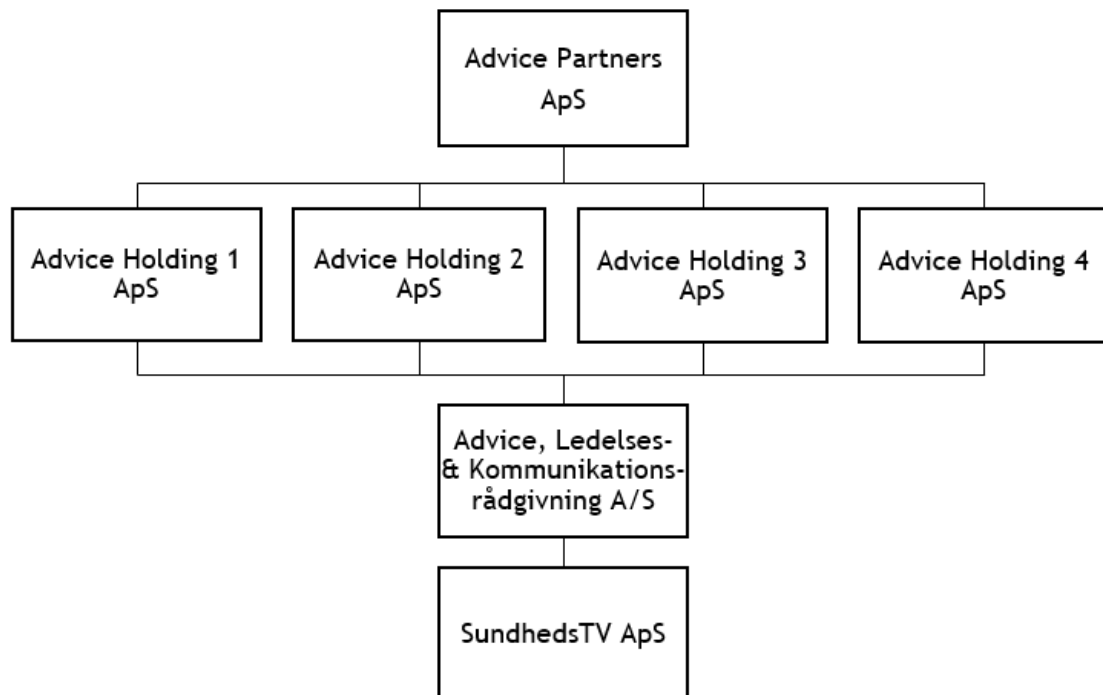 Advice Partners
ApS
Advice Holding 1
ApS
Advice Holding 2
ApS
Advice Holding 3
ApS
Advice Holding 4
ApS
Advice, Ledelses-
& Kommunikations-
rådgivning A/S
SundhedsTV ApS